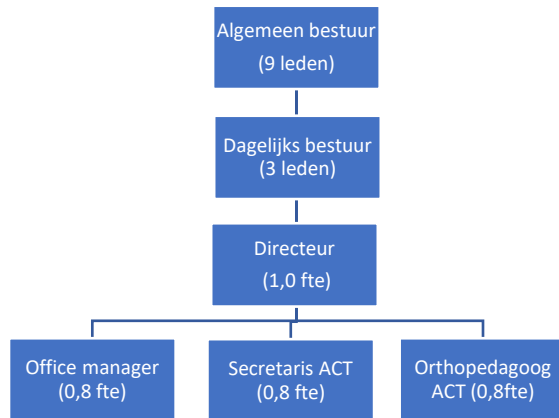 Algemeen bestuur
(9 leden)
Dagelijks bestuur
(3 leden)
Directeur
(1,0 fte)
Office manager
(0,8 fte)
Secretaris ACT
(0,8 fte)
Orthopedagoog
ACT (0,8fte)